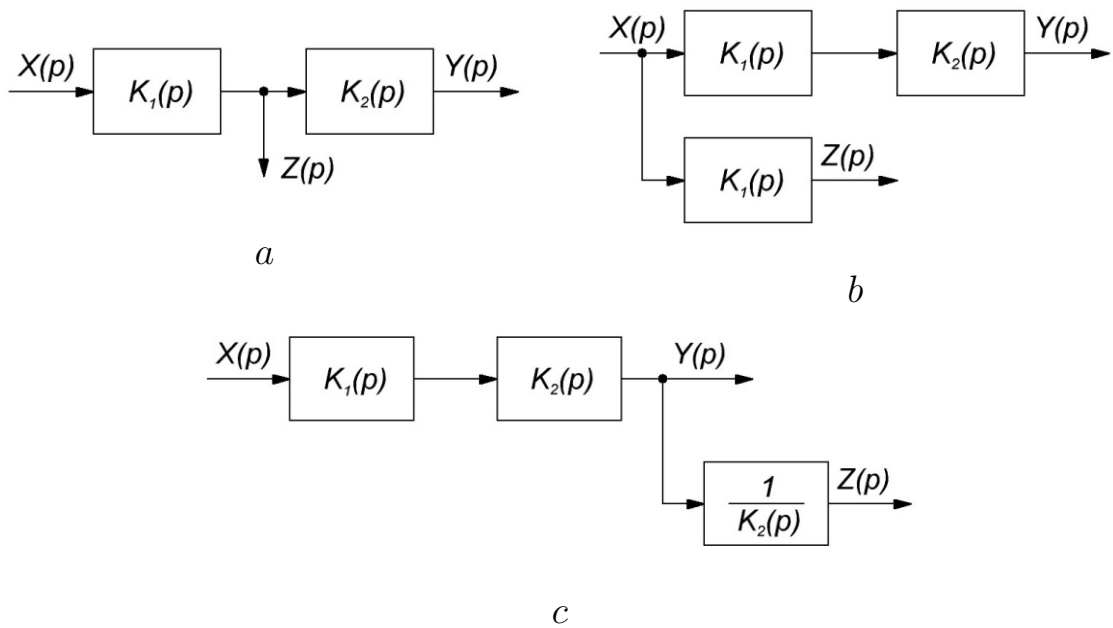 X(p) K₁(p) K₂(p) Y(p)
Z(p)
a
X(p) K₁(p) K₂(p) Y(p)
K₁(p) Z(p)
b
X(p) K₁(p) K₂(p) Y(p)
1 Z(p)
K₂(p)
c